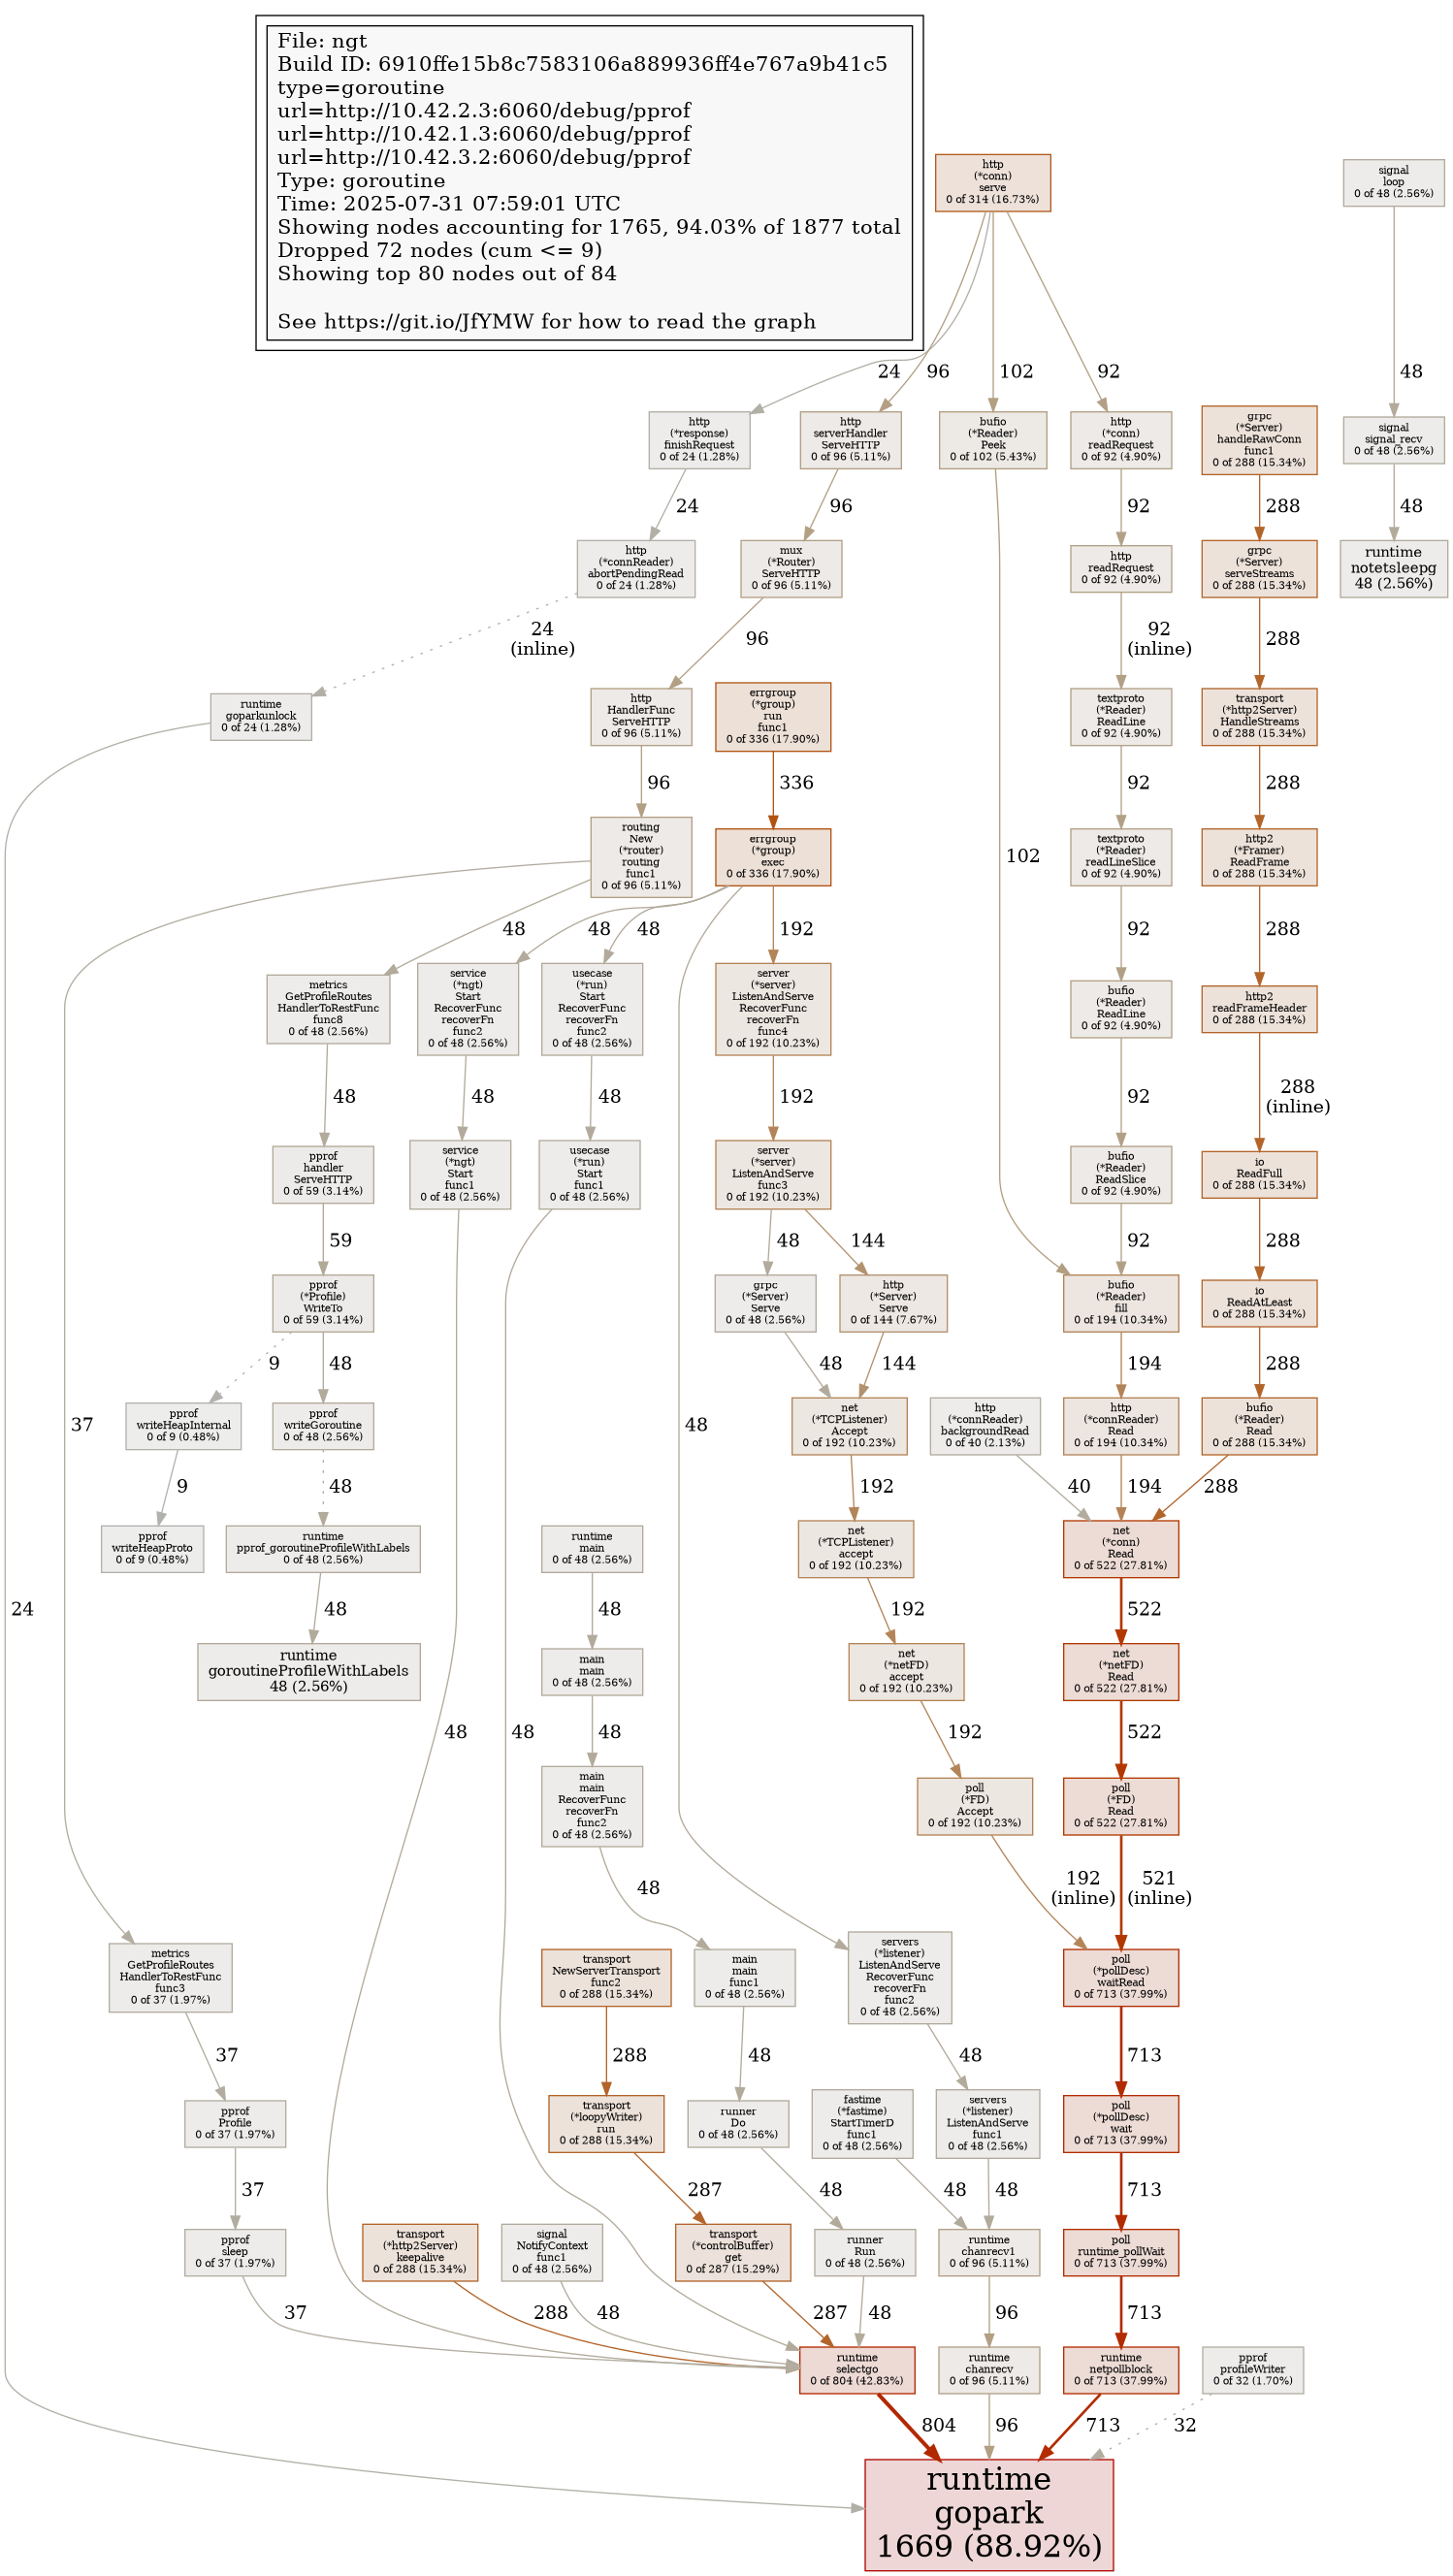 File: ngt
Build ID: 6910ffe15b8c7583106a889936ff4e767a9b41c5
type=goroutine
url=http://10.42.2.3:6060/debug/pprof
url=http://10.42.1.3:6060/debug/pprof
url=http://10.42.3.2:6060/debug/pprof
Type: goroutine
Time: 2025-07-31 07:59:01 UTC
Showing nodes accounting for 1765, 94.03% of 1877 total
Dropped 72 nodes (cum <= 9)
Showing top 80 nodes out of 84
See https://git.io/JfYMW for how to read the graph
http
(*conn)
serve
0 of 314 (16.73%)
signal
loop
0 of 48 (2.56%)
24
96
102
92
48
http
(*response)
finishRequest
0 of 24 (1.28%)
http
serverHandler
ServeHTTP
0 of 96 (5.11%)
bufio
(*Reader)
Peek
0 of 102 (5.43%)
http
(*conn)
readRequest
0 of 92 (4.90%)
grpc
(*Server)
handleRawConn
func1
0 of 288 (15.34%)
signal
signal_recv
0 of 48 (2.56%)
24
96
92
288
48
http
(*connReader)
abortPendingRead
0 of 24 (1.28%)
mux
(*Router)
ServeHTTP
0 of 96 (5.11%)
http
readRequest
0 of 92 (4.90%)
grpc
(*Server)
serveStreams
0 of 288 (15.34%)
runtime
notetsleepg
48 (2.56%)
24
(inline)
96
92
(inline)
288
runtime
goparkunlock
0 of 24 (1.28%)
http
HandlerFunc
ServeHTTP
0 of 96 (5.11%)
errgroup
(*group)
run
func1
0 of 336 (17.90%)
textproto
(*Reader)
ReadLine
0 of 92 (4.90%)
transport
(*http2Server)
HandleStreams
0 of 288 (15.34%)
96
336
92
288
routing
New
(*router)
routing
func1
0 of 96 (5.11%)
errgroup
(*group)
exec
0 of 336 (17.90%)
102
textproto
(*Reader)
readLineSlice
0 of 92 (4.90%)
http2
(*Framer)
ReadFrame
0 of 288 (15.34%)
48
48
48
192
92
288
metrics
GetProfileRoutes
HandlerToRestFunc
func8
0 of 48 (2.56%)
service
(*ngt)
Start
RecoverFunc
recoverFn
func2
0 of 48 (2.56%)
usecase
(*run)
Start
RecoverFunc
recoverFn
func2
0 of 48 (2.56%)
server
(*server)
ListenAndServe
RecoverFunc
recoverFn
func4
0 of 192 (10.23%)
bufio
(*Reader)
ReadLine
0 of 92 (4.90%)
http2
readFrameHeader
0 of 288 (15.34%)
48
48
48
192
92
288
(inline)
pprof
handler
ServeHTTP
0 of 59 (3.14%)
service
(*ngt)
Start
func1
0 of 48 (2.56%)
usecase
(*run)
Start
func1
0 of 48 (2.56%)
server
(*server)
ListenAndServe
func3
0 of 192 (10.23%)
bufio
(*Reader)
ReadSlice
0 of 92 (4.90%)
io
ReadFull
0 of 288 (15.34%)
59
48
144
92
288
pprof
(*Profile)
WriteTo
0 of 59 (3.14%)
grpc
(*Server)
Serve
0 of 48 (2.56%)
http
(*Server)
Serve
0 of 144 (7.67%)
bufio
(*Reader)
fill
0 of 194 (10.34%)
io
ReadAtLeast
0 of 288 (15.34%)
9
48
48
144
194
288
37
pprof
writeHeapInternal
0 of 9 (0.48%)
pprof
writeGoroutine
0 of 48 (2.56%)
48
net
(*TCPListener)
Accept
0 of 192 (10.23%)
http
(*connReader)
backgroundRead
0 of 40 (2.13%)
http
(*connReader)
Read
0 of 194 (10.34%)
bufio
(*Reader)
Read
0 of 288 (15.34%)
9
48
192
40
194
288
pprof
writeHeapProto
0 of 9 (0.48%)
runtime
pprof_goroutineProfileWithLabels
0 of 48 (2.56%)
runtime
main
0 of 48 (2.56%)
net
(*TCPListener)
accept
0 of 192 (10.23%)
net
(*conn)
Read
0 of 522 (27.81%)
24
48
48
192
522
runtime
goroutineProfileWithLabels
48 (2.56%)
main
main
0 of 48 (2.56%)
net
(*netFD)
accept
0 of 192 (10.23%)
net
(*netFD)
Read
0 of 522 (27.81%)
48
48
48
192
522
main
main
RecoverFunc
recoverFn
func2
0 of 48 (2.56%)
poll
(*FD)
Accept
0 of 192 (10.23%)
poll
(*FD)
Read
0 of 522 (27.81%)
48
192
(inline)
521
(inline)
metrics
GetProfileRoutes
HandlerToRestFunc
func3
0 of 37 (1.97%)
transport
NewServerTransport
func2
0 of 288 (15.34%)
main
main
func1
0 of 48 (2.56%)
servers
(*listener)
ListenAndServe
RecoverFunc
recoverFn
func2
0 of 48 (2.56%)
poll
(*pollDesc)
waitRead
0 of 713 (37.99%)
37
288
48
48
713
pprof
Profile
0 of 37 (1.97%)
transport
(*loopyWriter)
run
0 of 288 (15.34%)
runner
Do
0 of 48 (2.56%)
fastime
(*fastime)
StartTimerD
func1
0 of 48 (2.56%)
servers
(*listener)
ListenAndServe
func1
0 of 48 (2.56%)
poll
(*pollDesc)
wait
0 of 713 (37.99%)
37
287
48
48
48
713
pprof
sleep
0 of 37 (1.97%)
transport
(*http2Server)
keepalive
0 of 288 (15.34%)
signal
NotifyContext
func1
0 of 48 (2.56%)
transport
(*controlBuffer)
get
0 of 287 (15.29%)
runner
Run
0 of 48 (2.56%)
runtime
chanrecv1
0 of 96 (5.11%)
poll
runtime_pollWait
0 of 713 (37.99%)
37
288
48
287
48
96
713
runtime
selectgo
0 of 804 (42.83%)
runtime
chanrecv
0 of 96 (5.11%)
runtime
netpollblock
0 of 713 (37.99%)
pprof
profileWriter
0 of 32 (1.70%)
804
96
713
32
runtime
gopark
1669 (88.92%)